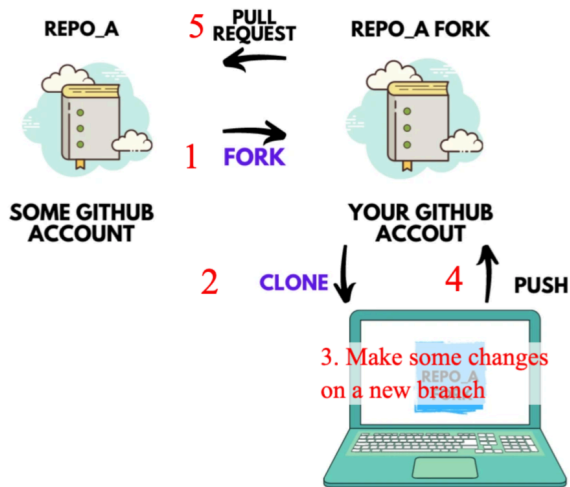 REPO_A
5 PULL
REQUEST
REPO_A FORK
1 FORK
SOME GITHUB
ACCOUNT
YOUR GITHUB
ACCOUT
2 CLONE
4 PUSH
3. Make some changes
on a new branch
REPO_A
FORK